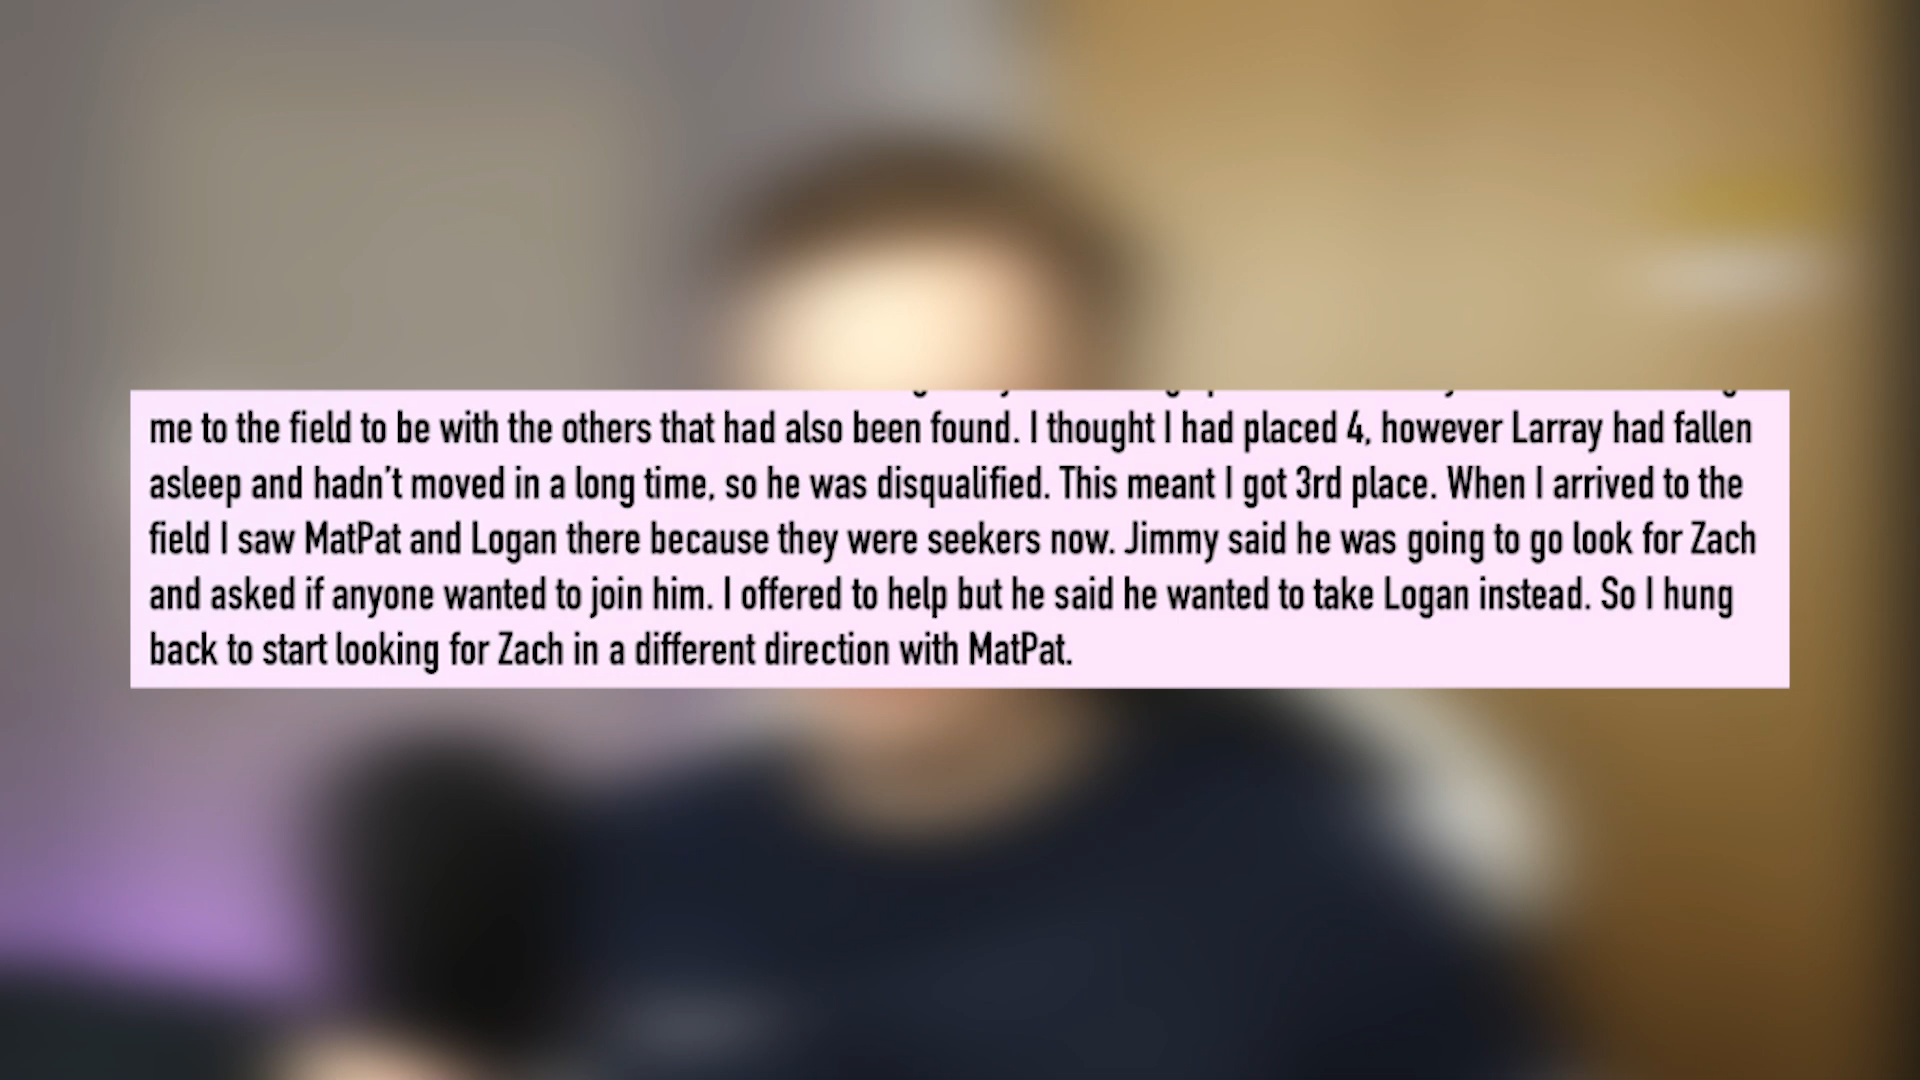 me to the field to be with the others that had also been found. I thought I had placed 4, however Larray had fallen
asleep and hadn't moved in a long time, so he was disqualified. This meant I got 3rd place. When I arrived to the
field I saw MatPat and Logan there because they were seekers now. Jimmy said he was going to go look for Zach
and asked if anyone wanted to join him. I offered to help but he said he wanted to take Logan instead. So I hung
back to start looking for Zach in a different direction with MatPat.